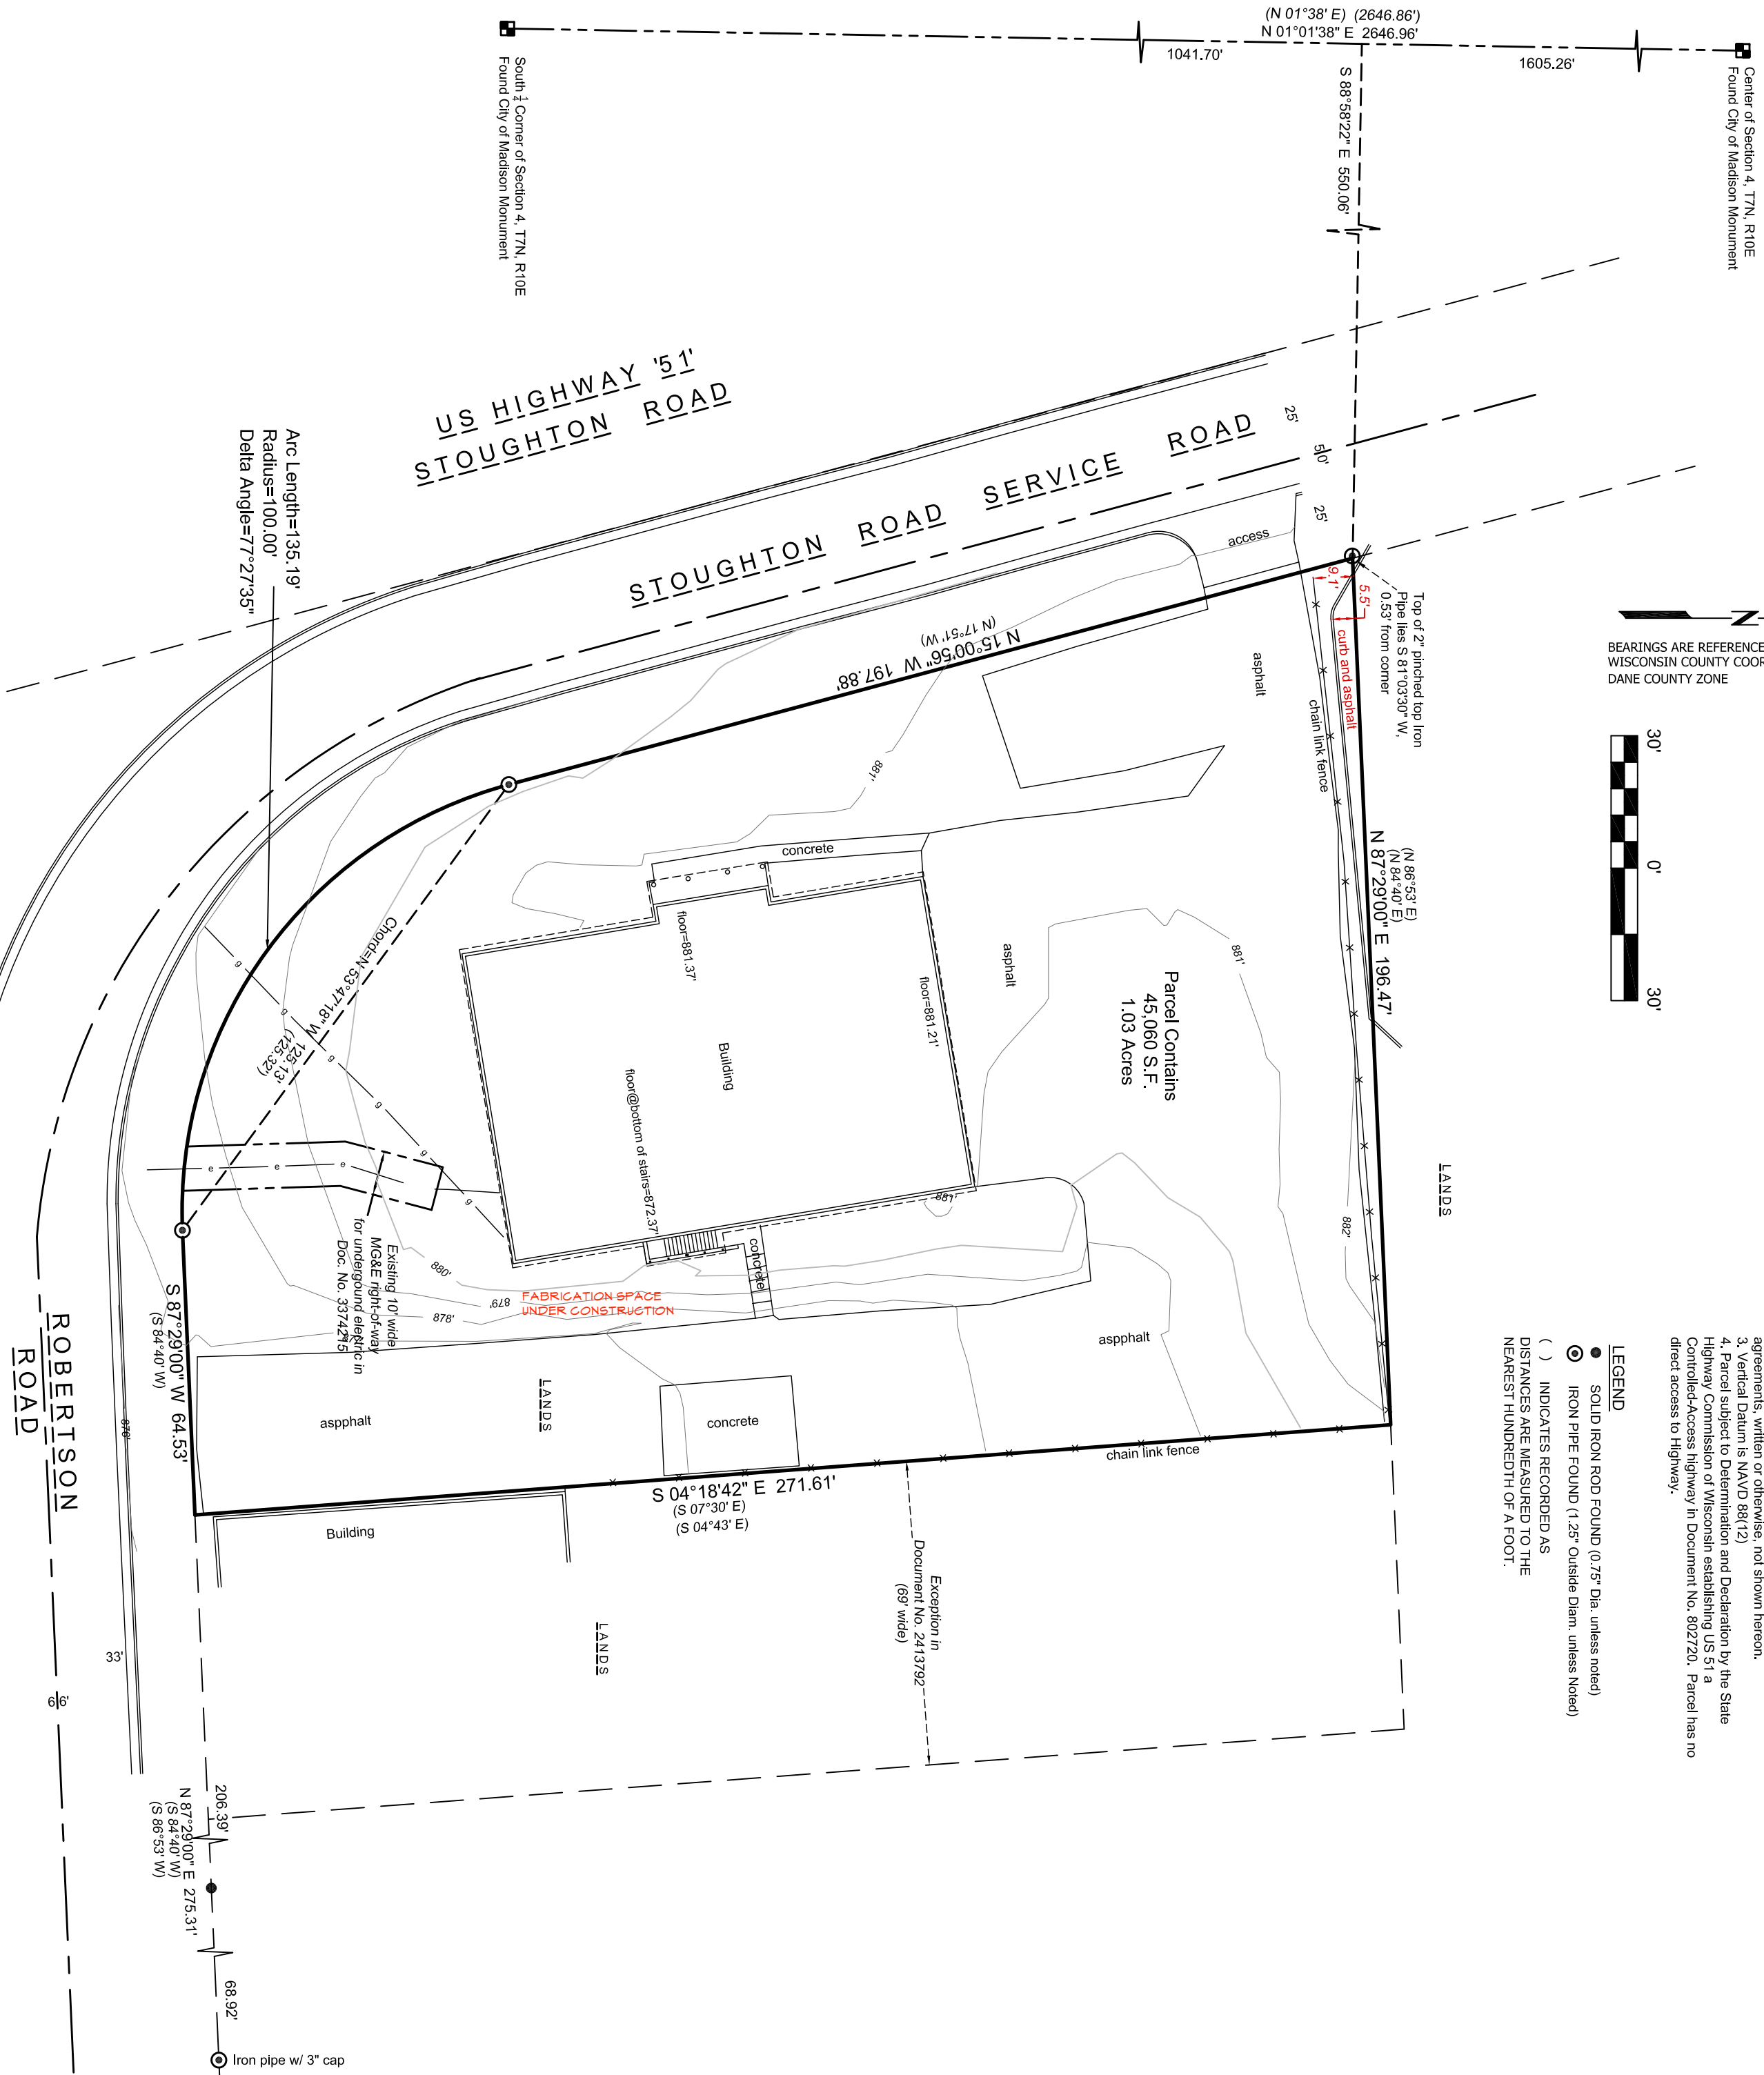 (N 01°38' E)  (2646.86')
N 01°01'38" E  2646.96'
1041.70'
1605.26'
Center of Section 4, T7N, R10E
Found City of Madison Monument
South 1/4 Corner of Section 4, T7N, R10E
Found City of Madison Monument
S 88°58'22" E  550.06'
US HIGHWAY '51'
STOUGHTON ROAD
STOUGHTON ROAD SERVICE ROAD
25'
50'
25'
access
Top of 2" pinched top Iron
Pipe lies S 81°03'30" W,
0.53' from corner
9.1'
5.5'
curb and asphalt
chain link fence
asphalt
N
BEARINGS ARE REFERENCE
WISCONSIN COUNTY COOR
DANE COUNTY ZONE
30'
0'
30'
Arc Length=135.19'
Radius=100.00'
Delta Angle=77°27'35"
N 15°00'56" W  197.88'
(N 17°51' W)
881'
concrete
(N 86°53' E)
(N 84°40' E)
N 87°29'00" E  196.47'
floor=881.37'
floor=881.21'
asphalt
881'
Parcel Contains
45,060 S.F.
1.03 Acres
Building
floor@bottom of stairs=872.37'
Chord=N 53°47'18" W
125.13'
(125.32')
g
g
g
g
g
g
e
e
e
Existing 10' wide
MG&E right-of-way
for undergound electric in
Doc. No. 3374215
881'
882'
LANDS
concrete
880'
879'
878'
FABRICATION SPACE
UNDER CONSTRUCTION
S 87°29'00" W  64.53'
(S 84°40' W)
876'
ROBERTSON
ROAD
aspphalt
LANDS
concrete
aspphalt
chain link fence
S 04°18'42" E  271.61'
(S 07°30' E)
(S 04°43' E)
Building
LANDS
Exception in
Document No. 2413792
(69' wide)
33'
66'
206.39'
N 87°29'00" E  275.31'
(S 84°40' W)
(S 86°53' W)
68.92'
Iron pipe w/ 3" cap
LEGEND
SOLID IRON ROD FOUND (0.75" Dia. unless noted)
IRON PIPE FOUND (1.25" Outside Diam. unless Noted)
( ) INDICATES RECORDED AS
DISTANCES ARE MEASURED TO THE
NEAREST HUNDREDTH OF A FOOT.
agreements, written or otherwise, not shown hereon.
3. Vertical Datum is NAVD 88(12)
4. Parcel subject to Determination and Declaration by the State
Highway Commission of Wisconsin establishing US 51 a
Controlled-Access highway in Document No. 802720. Parcel has no
direct access to Highway.